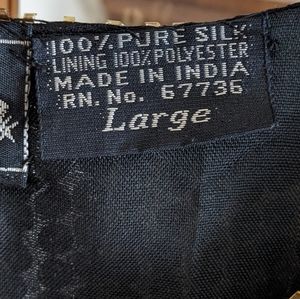 100% PURE SILK
LINING 100% POLYESTER
MADE IN INDIA
RN. No. 67736
Large